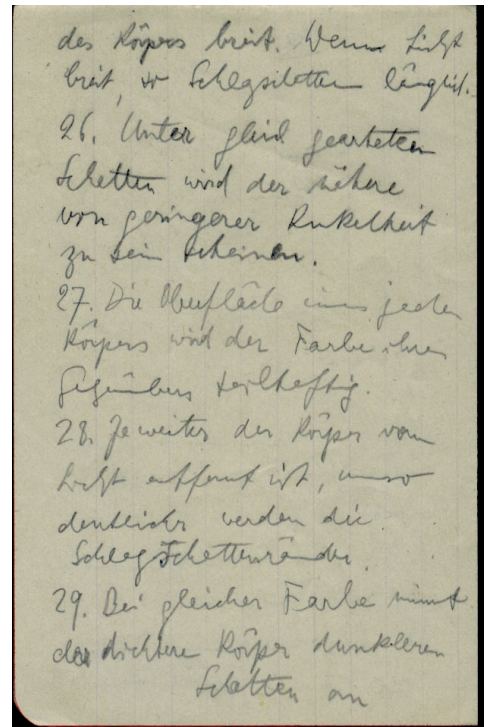 des Körpers breit. Wenn Licht
breit, so Schlagschatten länglich.
26. Unter gleich gearteten
Schatten wird der nähere
von geringerer Dunkelheit
zu sein scheinen.
27. Die Oberfläche eines jeden
Körpers wird der Farbe ihres
Gegenübers teilhaftig.
28. Je weiter der Körper vom
Licht entfernt ist, umso
deutlicher werden die
Schlagschattenränder.
29. Bei gleicher Farbe nimmt
der dichtere Körper dunkleren
Schatten an